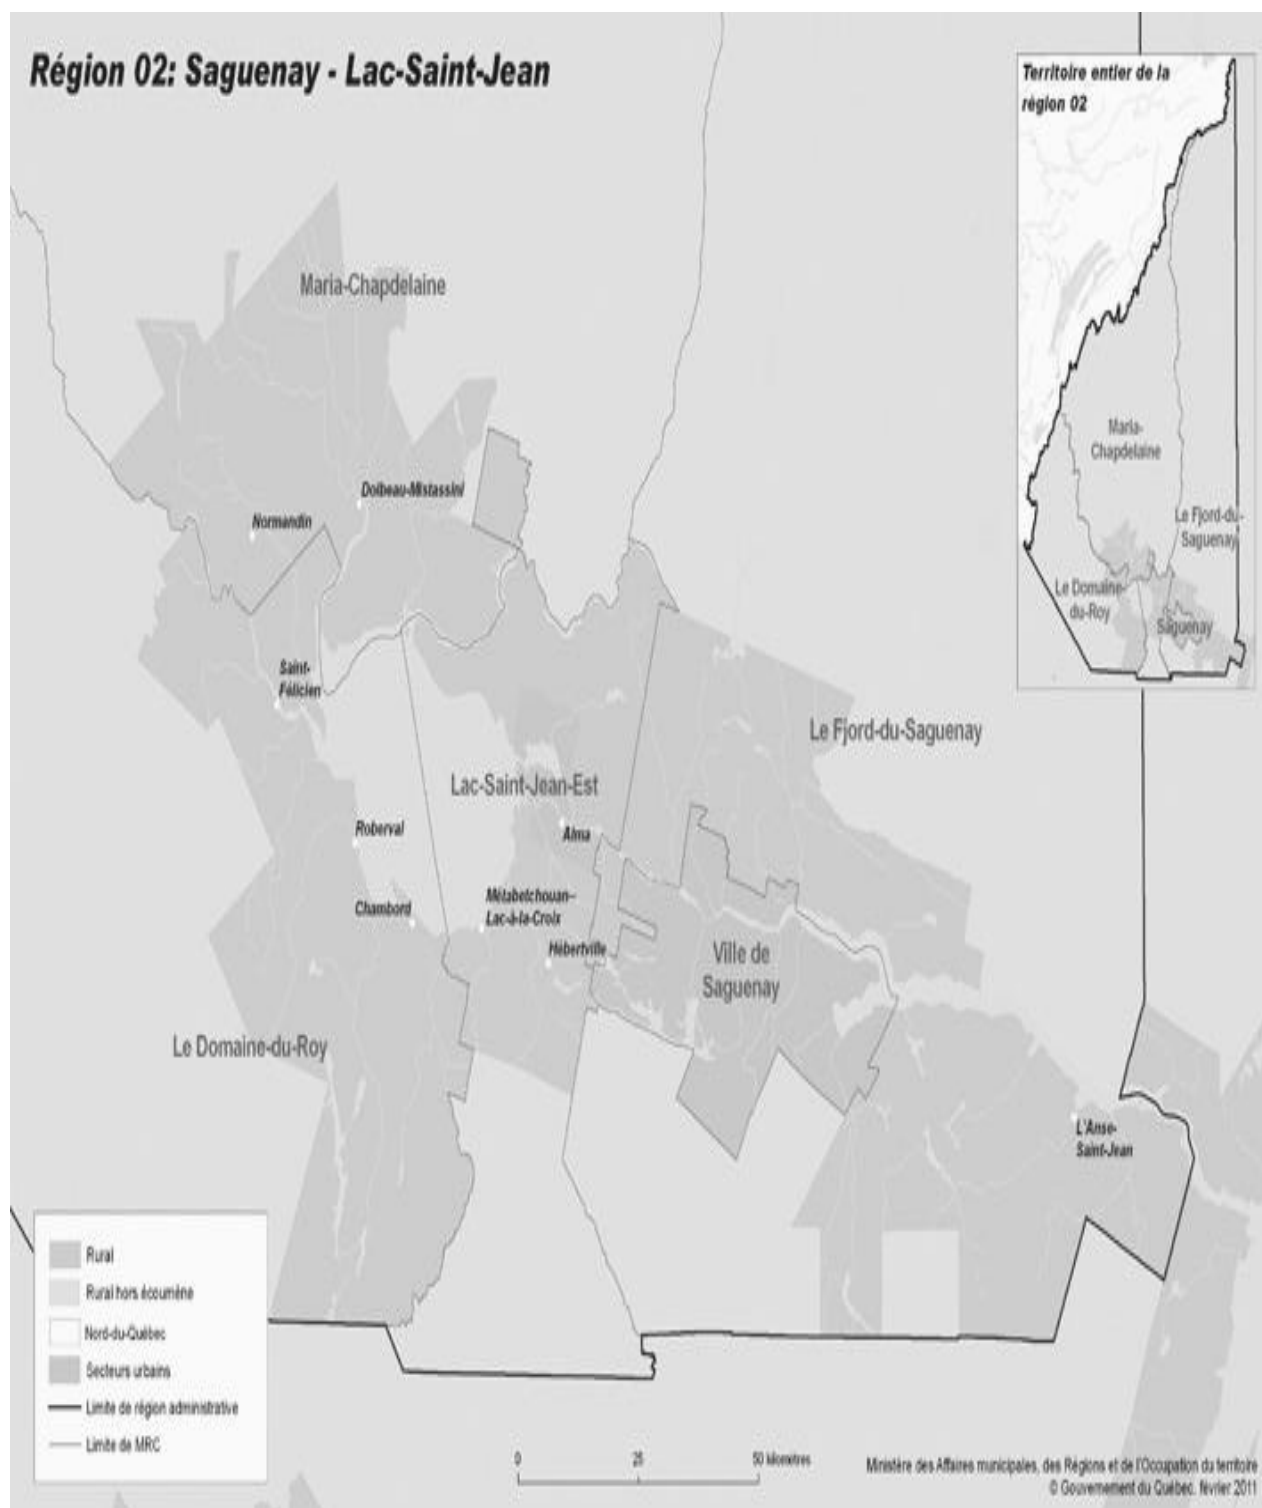 Région 02: Saguenay - Lac-Saint-Jean
Territoire entier de la
région 02
Maria-
Chapdelaine
Le Fjord-du-
Saguenay
Le Domaine-
du-Roy
Saguenay
Maria-Chapdelaine
Dolbeau-Mistassini
Normandin
Saint-
Félicien
Le Fjord-du-Saguenay
Lac-Saint-Jean-Est
Roberval
Alma
Métabetchouan--
Lac-à-la-Croix
Chambord
Hébertville
Ville de
Saguenay
Le Domaine-du-Roy
L'Anse-
Saint-Jean
Rural
Rural hors écoumène
Nord-du-Québec
Secteurs urbains
Limite de région administrative
Limite de MRC
0 25 50 kilomètres
Ministère des Affaires municipales, des Régions et de l'Occupation du territoire
© Gouvernement du Québec, février 2011